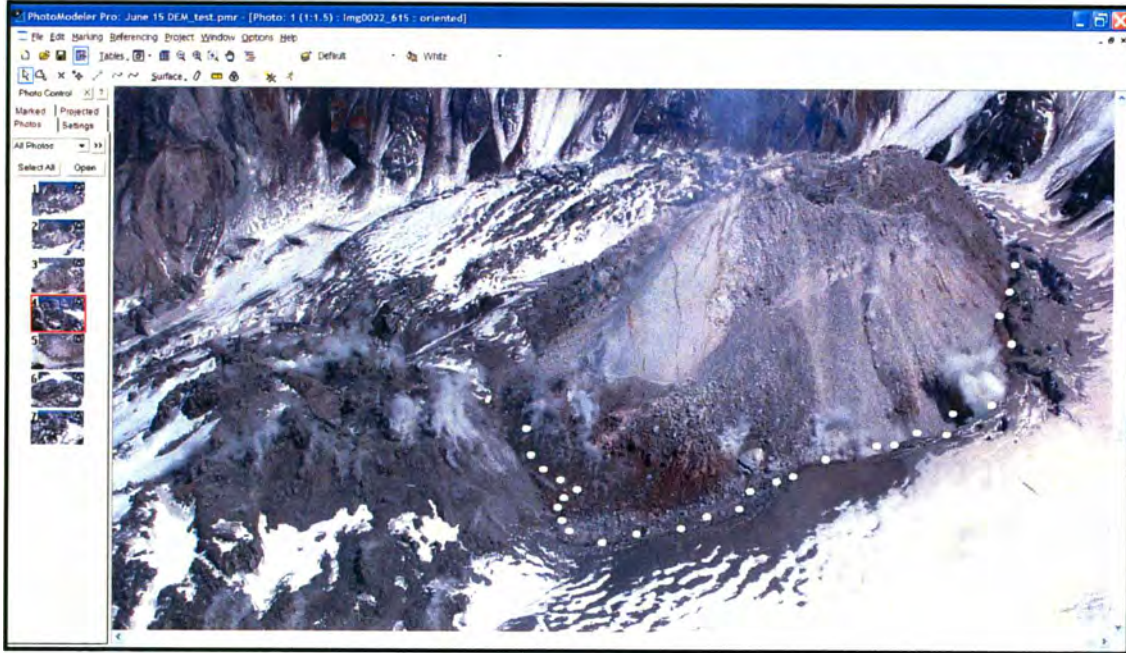 PhotoModeler Pro: June 15 DEM_test.pmr - [Photo: 1 (1:1.5) : img0022_615 : oriented]
File Edit Marking Referencing Project Window Options Help
Tables. Default White
Surface.
Photo Control X ?
Marked Projected
Photos Settings
All Photos >>
Select All Open
1
2
3
4
5
6
7